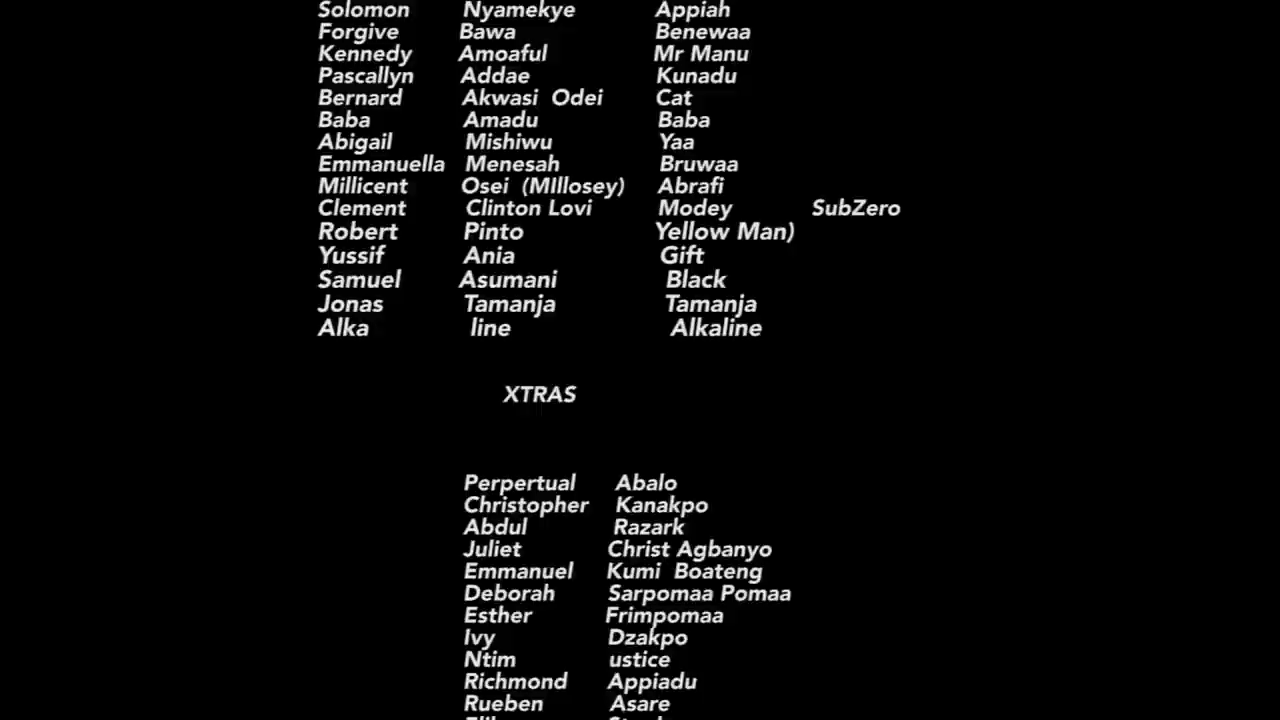 Solomon Nyamekye Appiah
Forgive Bawa Benewaa
Kennedy Amoaful Mr Manu
Pascallyn Addae Kunadu
Bernard Akwasi Odei Cat
Baba Amadu Baba
Abigail Mishiwu Yaa
Emmanuella Menesah Bruwaa
Millicent Osei (MIllosey) Abrafi
Clement Clinton Lovi Modey SubZero
Robert Pinto Yellow Man)
Yussif Ania Gift
Samuel Asumani Black
Jonas Tamanja Tamanja
Alka line Alkaline
XTRAS
Perpertual Abalo
Christopher Kanakpo
Abdul Razark
Juliet Christ Agbanyo
Emmanuel Kumi Boateng
Deborah Sarpomaa Pomaa
Esther Frimpomaa
Ivy Dzakpo
Ntim ustice
Richmond Appiadu
Rueben Asare